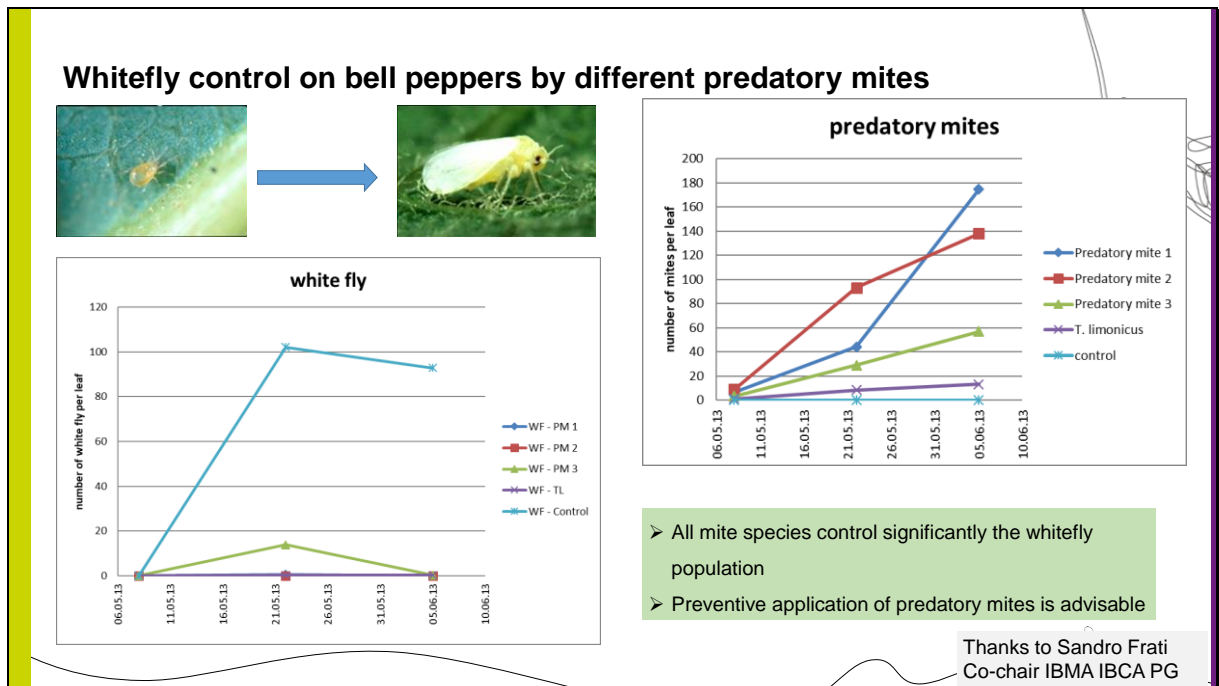 Whitefly control on bell peppers by different predatory mites
predatory mites
number of mites per leaf
200
180
160
140
120
100
80
60
40
20
0
06.05.13
11.05.13
16.05.13
21.05.13
26.05.13
31.05.13
05.06.13
10.06.13
Predatory mite 1
Predatory mite 2
Predatory mite 3
T. limonicus
control
white fly
number of white fly per leaf
120
100
80
60
40
20
0
06.05.13
11.05.13
16.05.13
21.05.13
26.05.13
31.05.13
05.06.13
10.06.13
WF - PM 1
WF - PM 2
WF - PM 3
WF - TL
WF - Control
➢ All mite species control significantly the whitefly
population
➢ Preventive application of predatory mites is advisable
Thanks to Sandro Frati
Co-chair IBMA IBCA PG